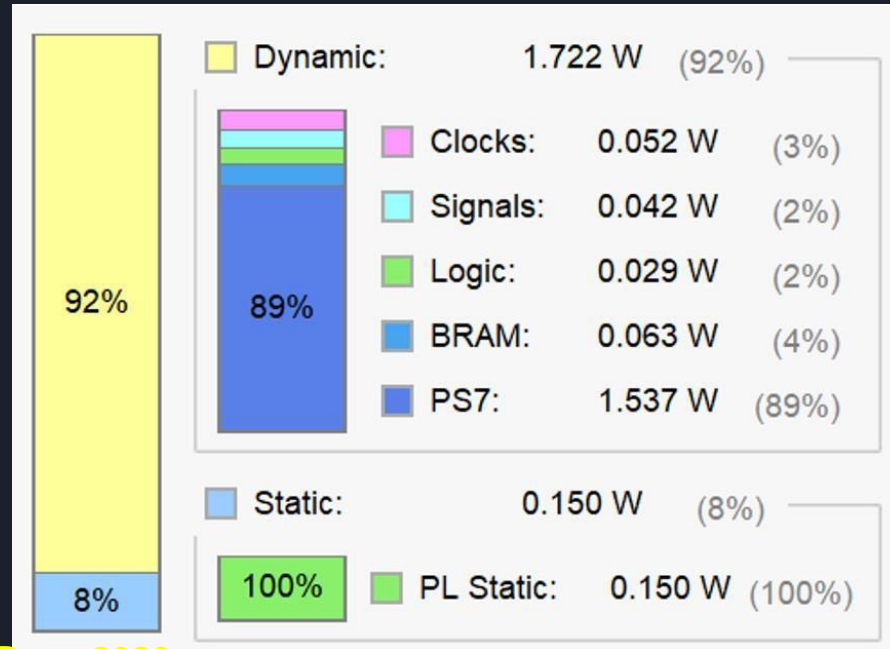 Dynamic: 1.722 W (92%)
Clocks: 0.052 W (3%)
Signals: 0.042 W (2%)
92%
89%
Logic: 0.029 W (2%)
BRAM: 0.063 W (4%)
PS7: 1.537 W (89%)
Static: 0.150 W (8%)
8%
100%
PL Static: 0.150 W (100%)